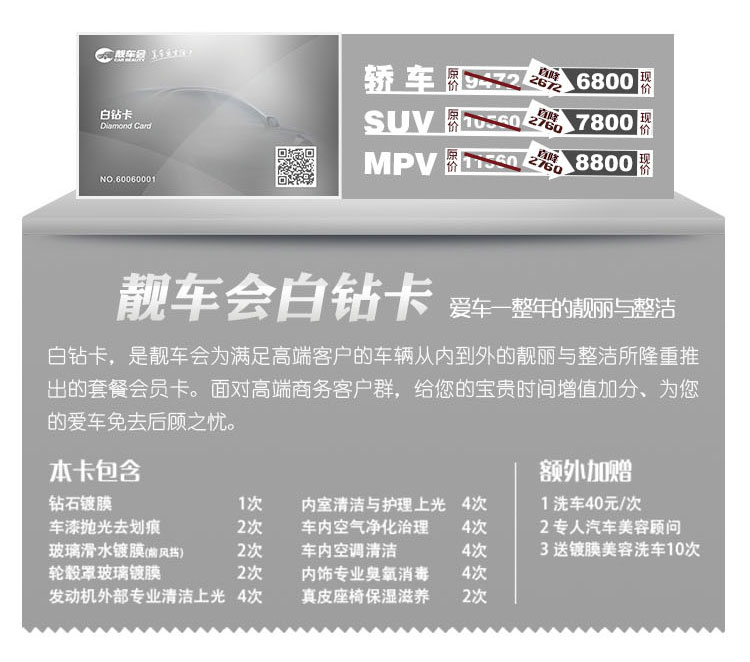 靓车会
CAR BEAUTY
白钻卡
Diamond Card
NO.60060001
轿车 原价 9472 直降2672 6800 现价
SUV 原价 10560 直降2760 7800 现价
MPV 原价 11560 直降2760 8800 现价
靓车会白钻卡 爱车一整年的靓丽与整洁
白钻卡，是靓车会为满足高端客户的车辆从内到外的靓丽与整洁所隆重推
出的套餐会员卡。面对高端商务客户群，给您的宝贵时间增值加分、为您
的爱车免去后顾之忧。
本卡包含
钻石镀膜 1次
车漆抛光去划痕 2次
玻璃滑水镀膜(前风挡) 2次
轮毂罩玻璃镀膜 2次
发动机外部专业清洁上光 4次
内室清洁与护理上光 4次
车内空气净化治理 4次
车内空调清洁 4次
内饰专业臭氧消毒 4次
真皮座椅保湿滋养 2次
额外加赠
1 洗车40元/次
2 专人汽车美容顾问
3 送镀膜美容洗车10次